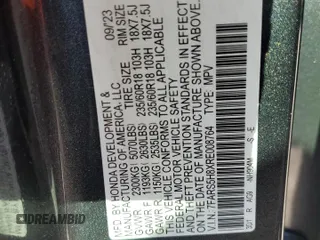 MFD. BY HONDA DEVELOPMENT & 09/23
MANUFACTURING OF AMERICA, LLC
TIRE SIZE RIM SIZE
GVWR 2300KG( 5070LBS)
GAWR F 1193KG( 2630LBS) 235/60R18 103H 18X7.5J
GAWR R 1150KG( 2535LBS) 235/60R18 103H 18X7.5J
THIS VEHICLE CONFORMS TO ALL APPLICABLE
FEDERAL MOTOR VEHICLE SAFETY
AND THEFT PREVENTION STANDARDS IN EFFECT
ON THE DATE OF MANUFACTURE SHOWN ABOVE.
V.I.N.: 7FARS5H8XRE008764 TYPE: MPV